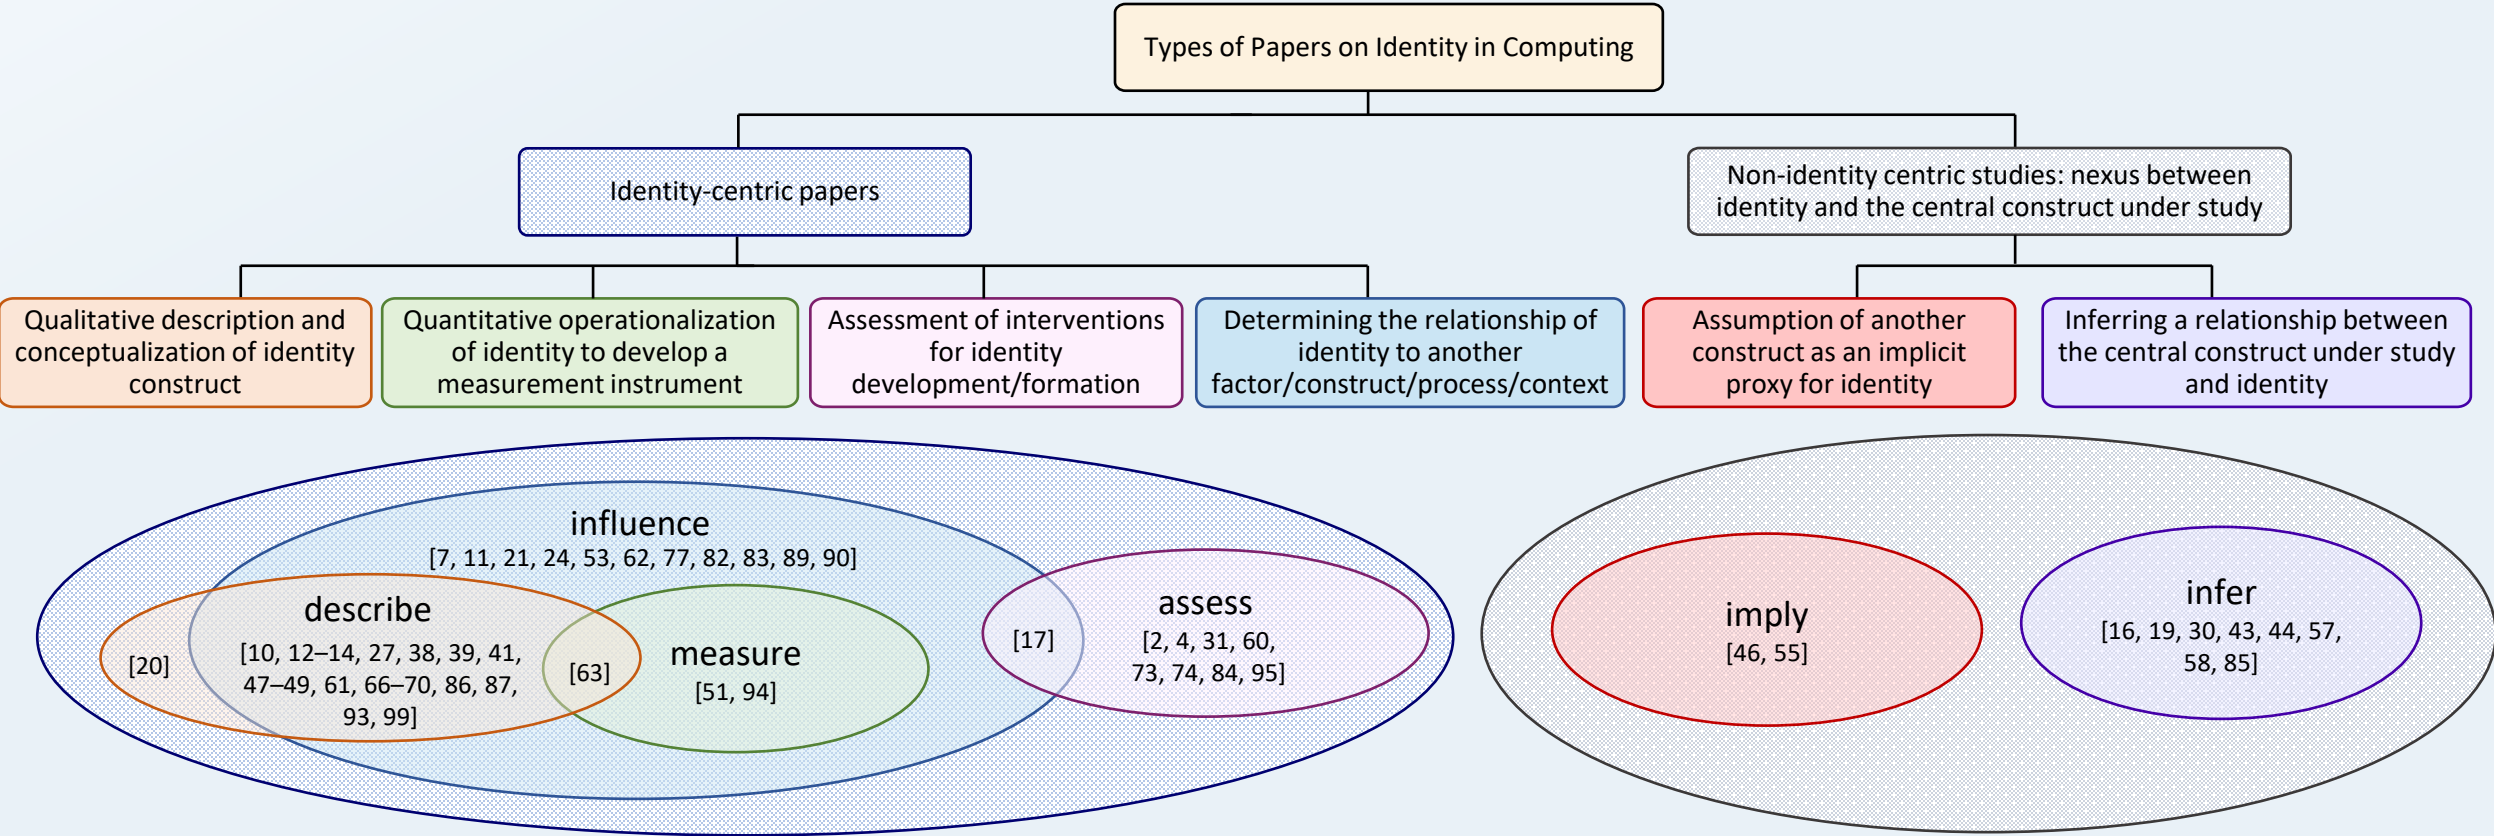 Types of Papers on Identity in Computing
Identity-centric papers
Non-identity centric studies: nexus between
identity and the central construct under study
Qualitative description and
conceptualization of identity
construct
Quantitative operationalization
of identity to develop a
measurement instrument
Assessment of interventions
for identity
development/formation
Determining the relationship of
identity to another
factor/construct/process/context
Assumption of another
construct as an implicit
proxy for identity
Inferring a relationship between
the central construct under study
and identity
influence
[7, 11, 21, 24, 53, 62, 77, 82, 83, 89, 90]
describe
[20]
[10, 12–14, 27, 38, 39, 41,
47–49, 61, 66–70, 86, 87,
93, 99]
[63]
measure
[51, 94]
[17]
assess
[2, 4, 31, 60,
73, 74, 84, 95]
imply
[46, 55]
infer
[16, 19, 30, 43, 44, 57,
58, 85]